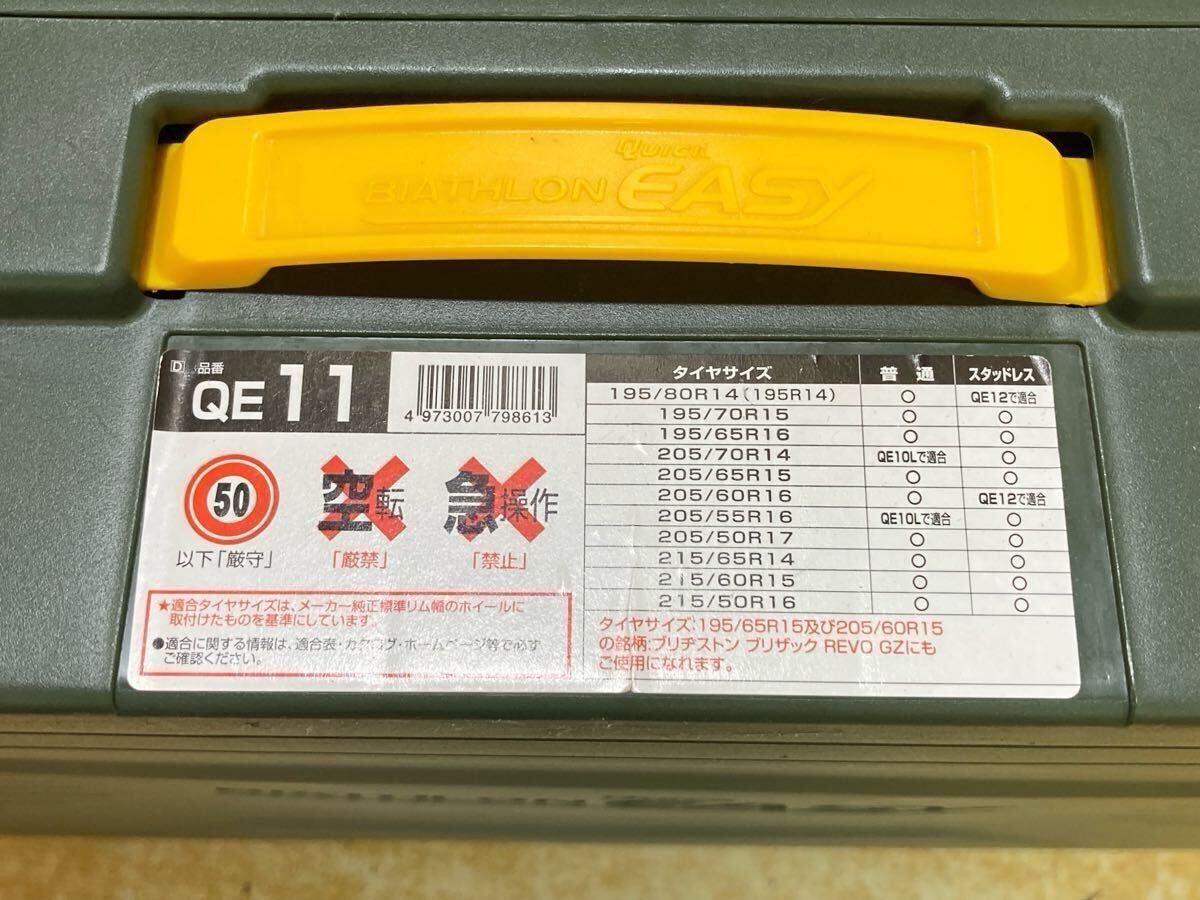 QUICK
BIATHLON EASY
D 品番
QE 11
4 973007 798613
50
以下「厳守」
空転
「厳禁」
急操作
「禁止」
★適合タイヤサイズは、メーカー純正標準リム幅のホイールに
取付けたものを基準にしています。
●適合に関する情報は、適合表・カタログ・ホームページ等で必ず
ご確認ください。
タイヤサイズ 普通 スタッドレス
195/80R14(195R14) ○ QE12で適合
195/70R15 ○ ○
195/65R16 ○ ○
205/70R14 QE10Lで適合 ○
205/65R15 ○ ○
205/60R16 ○ QE12で適合
205/55R16 QE10Lで適合 ○
205/50R17 ○ ○
215/65R14 ○ ○
215/60R15 ○ ○
215/50R16 ○ ○
タイヤサイズ:195/65R15及び205/60R15
の銘柄:ブリヂストン ブリザック REVO GZにも
ご使用になれます。